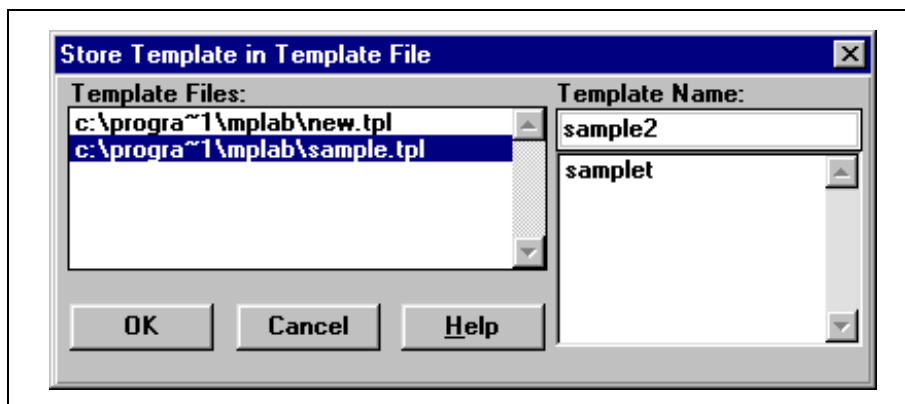 Store Template in Template File
Template Files:
c:\progra~1\mplab\new.tpl
c:\progra~1\mplab\sample.tpl
Template Name:
sample2
samplet
OK
Cancel
Help